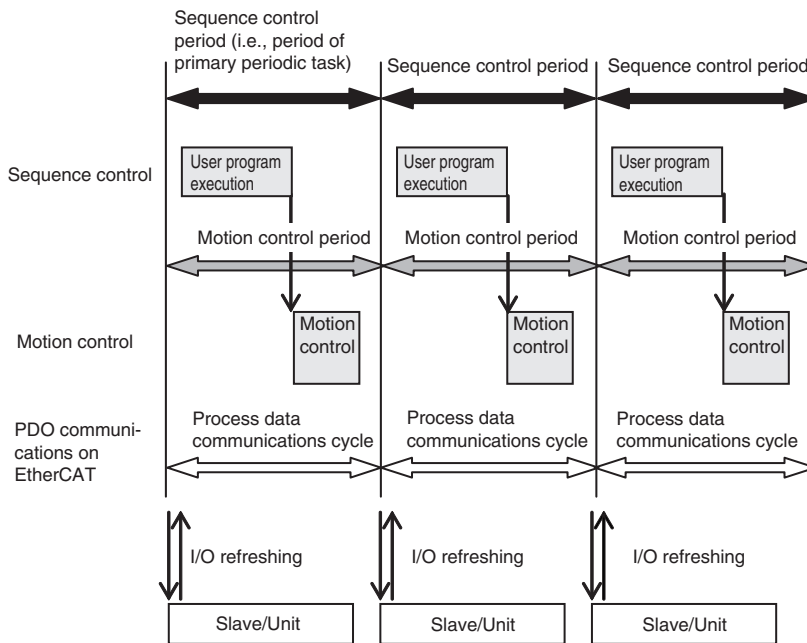 Sequence control
period (i.e., period of
primary periodic task)
Sequence control period
Sequence control period
Sequence control
User program
execution
User program
execution
User program
execution
Motion control period
Motion control period
Motion control period
Motion control
Motion
control
Motion
control
Motion
control
PDO communi-
cations on
EtherCAT
Process data
communications cycle
Process data
communications cycle
Process data
communications cycle
I/O refreshing
I/O refreshing
I/O refreshing
Slave/Unit
Slave/Unit
Slave/Unit